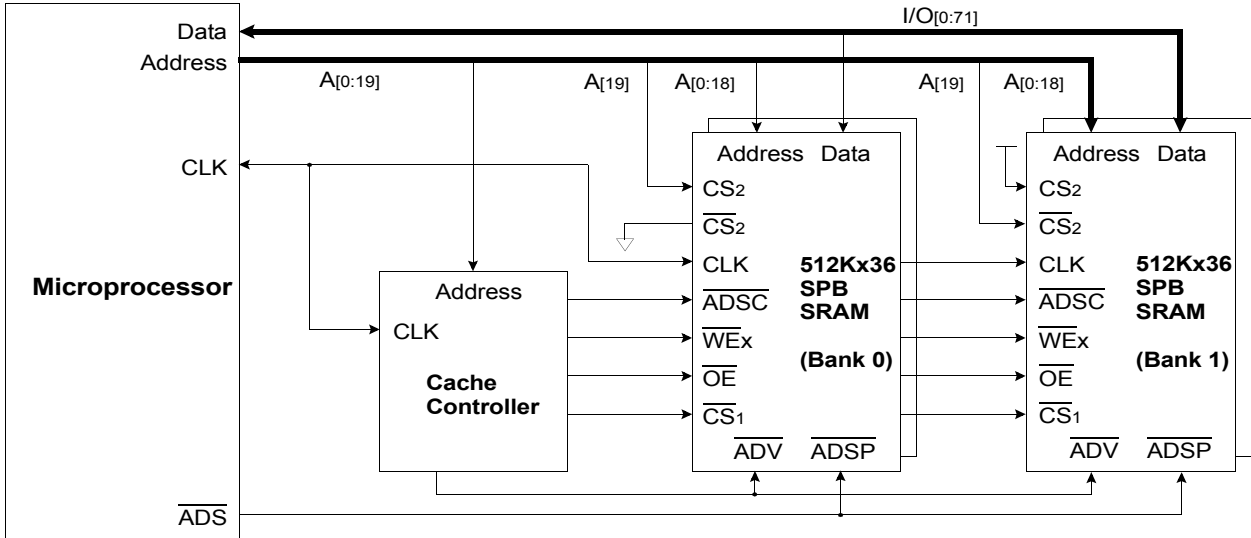 I/O[0:71]
Data
Address
A[0:19]
A[19]
A[0:18]
A[19]
A[0:18]
CLK
Microprocessor
ADS
Address
CLK
Cache
Controller
Address Data
CS2
CS2
CLK
ADSC
WEx
OE
CS1
ADV
ADSP
512Kx36
SPB
SRAM
(Bank 0)
Address Data
CS2
CS2
CLK
ADSC
WEx
OE
CS1
ADV
ADSP
512Kx36
SPB
SRAM
(Bank 1)